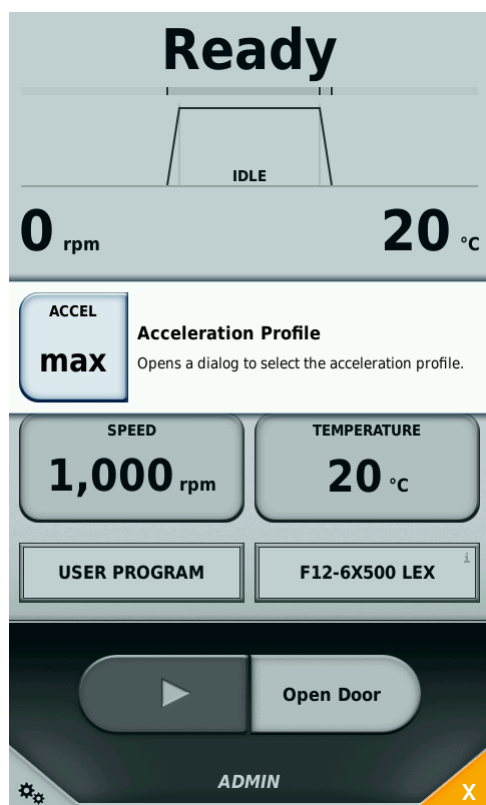 Ready
IDLE
0 rpm
20 °C
ACCEL
max
Acceleration Profile
Opens a dialog to select the acceleration profile.
SPEED
1,000 rpm
TEMPERATURE
20 °C
USER PROGRAM
F12-6X500 LEX
i
Open Door
ADMIN
X